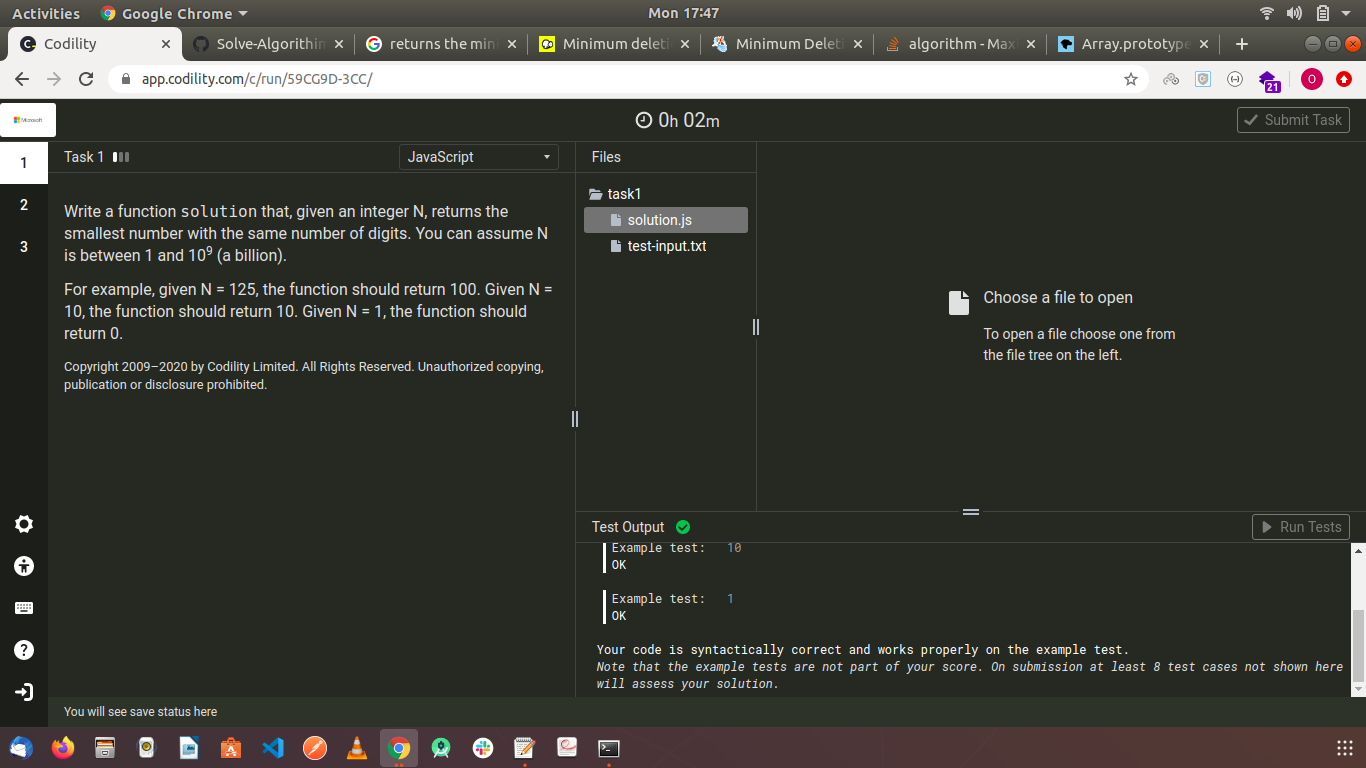 Activities
Google Chrome
Mon 17:47
Codility
Solve-Algorithin
returns the mini
Minimum deleti
Minimum Deleti
algorithm - Maxi
Array.prototype
app.codility.com/c/run/59CG9D-3CC/
21
O
Microsoft
0h 02m
Submit Task
1
2
3
Task 1
JavaScript
Write a function solution that, given an integer N, returns the
smallest number with the same number of digits. You can assume N
is between 1 and 10⁹ (a billion).
For example, given N = 125, the function should return 100. Given N =
10, the function should return 10. Given N = 1, the function should
return 0.
Copyright 2009–2020 by Codility Limited. All Rights Reserved. Unauthorized copying,
publication or disclosure prohibited.
Files
task1
solution.js
test-input.txt
Choose a file to open
To open a file choose one from
the file tree on the left.
Test Output
Run Tests
Example test: 10
OK
Example test: 1
OK
Your code is syntactically correct and works properly on the example test.
Note that the example tests are not part of your score. On submission at least 8 test cases not shown here
will assess your solution.
You will see save status here